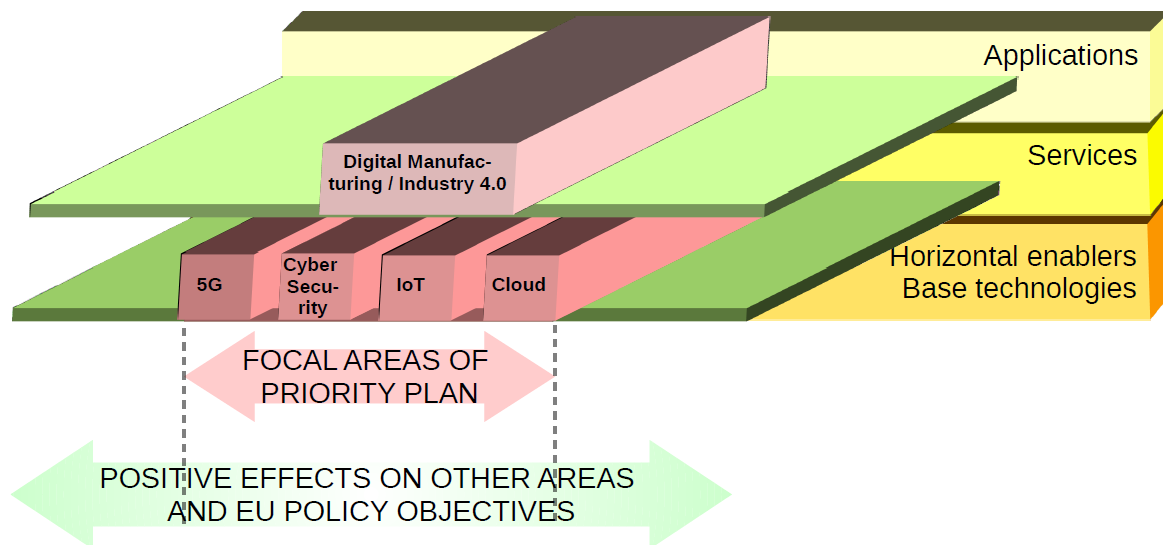 Applications
Services
Digital Manufac-
turing / Industry 4.0
Horizontal enablers
Base technologies
5G
Cyber
Secu-
rity
IoT
Cloud
FOCAL AREAS OF
PRIORITY PLAN
POSITIVE EFFECTS ON OTHER AREAS
AND EU POLICY OBJECTIVES